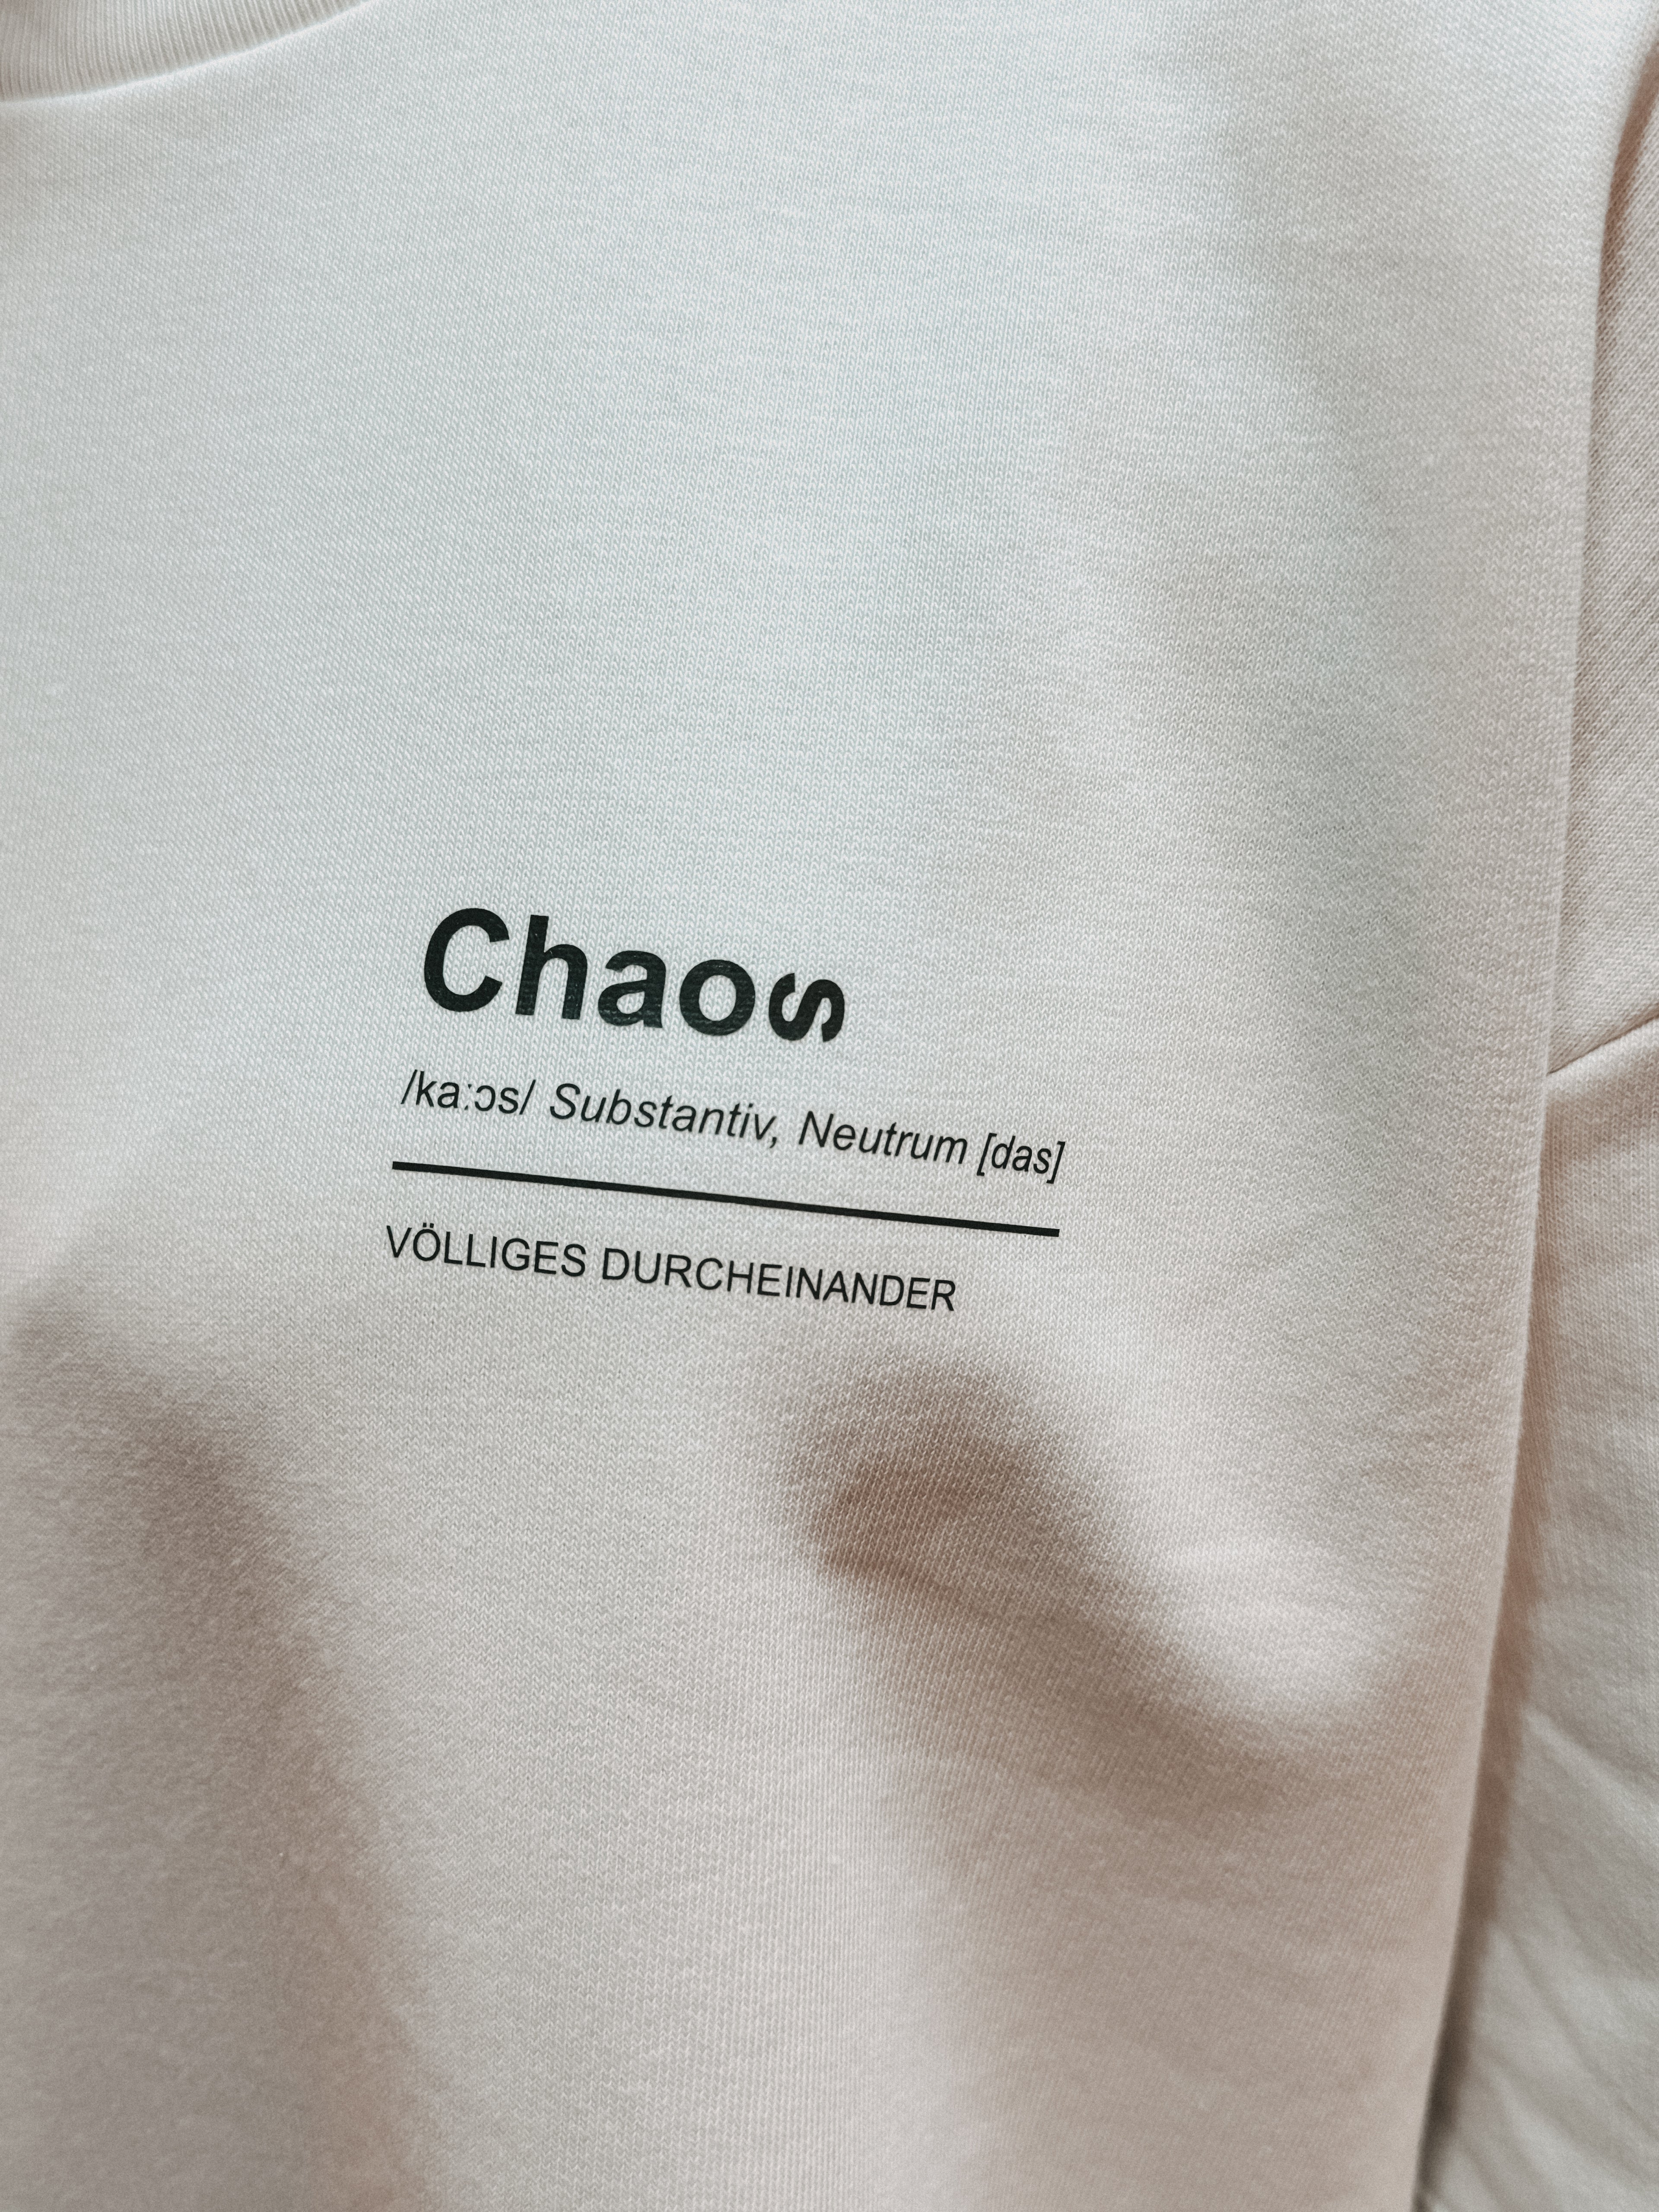 Chaos
/ka:ɔs/ Substantiv, Neutrum [das]
VÖLLIGES DURCHEINANDER